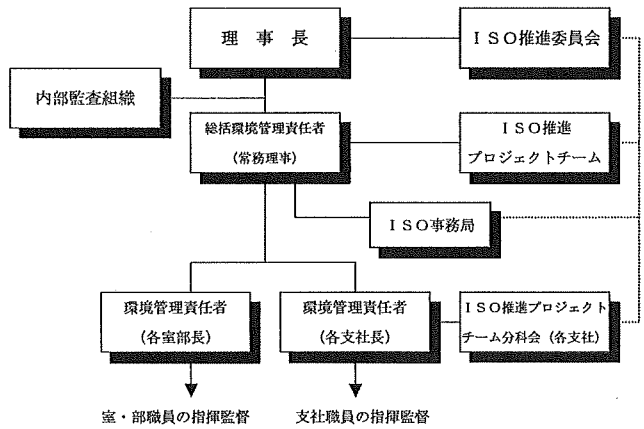 理 事 長
ISO推進委員会
内部監査組織
総括環境管理責任者
(常務理事)
ISO推進
プロジェクトチーム
ISO事務局
環境管理責任者
(各室部長)
環境管理責任者
(各支社長)
ISO推進プロジェクト
チーム分科会(各支社)
室・部職員の指揮監督
支社職員の指揮監督